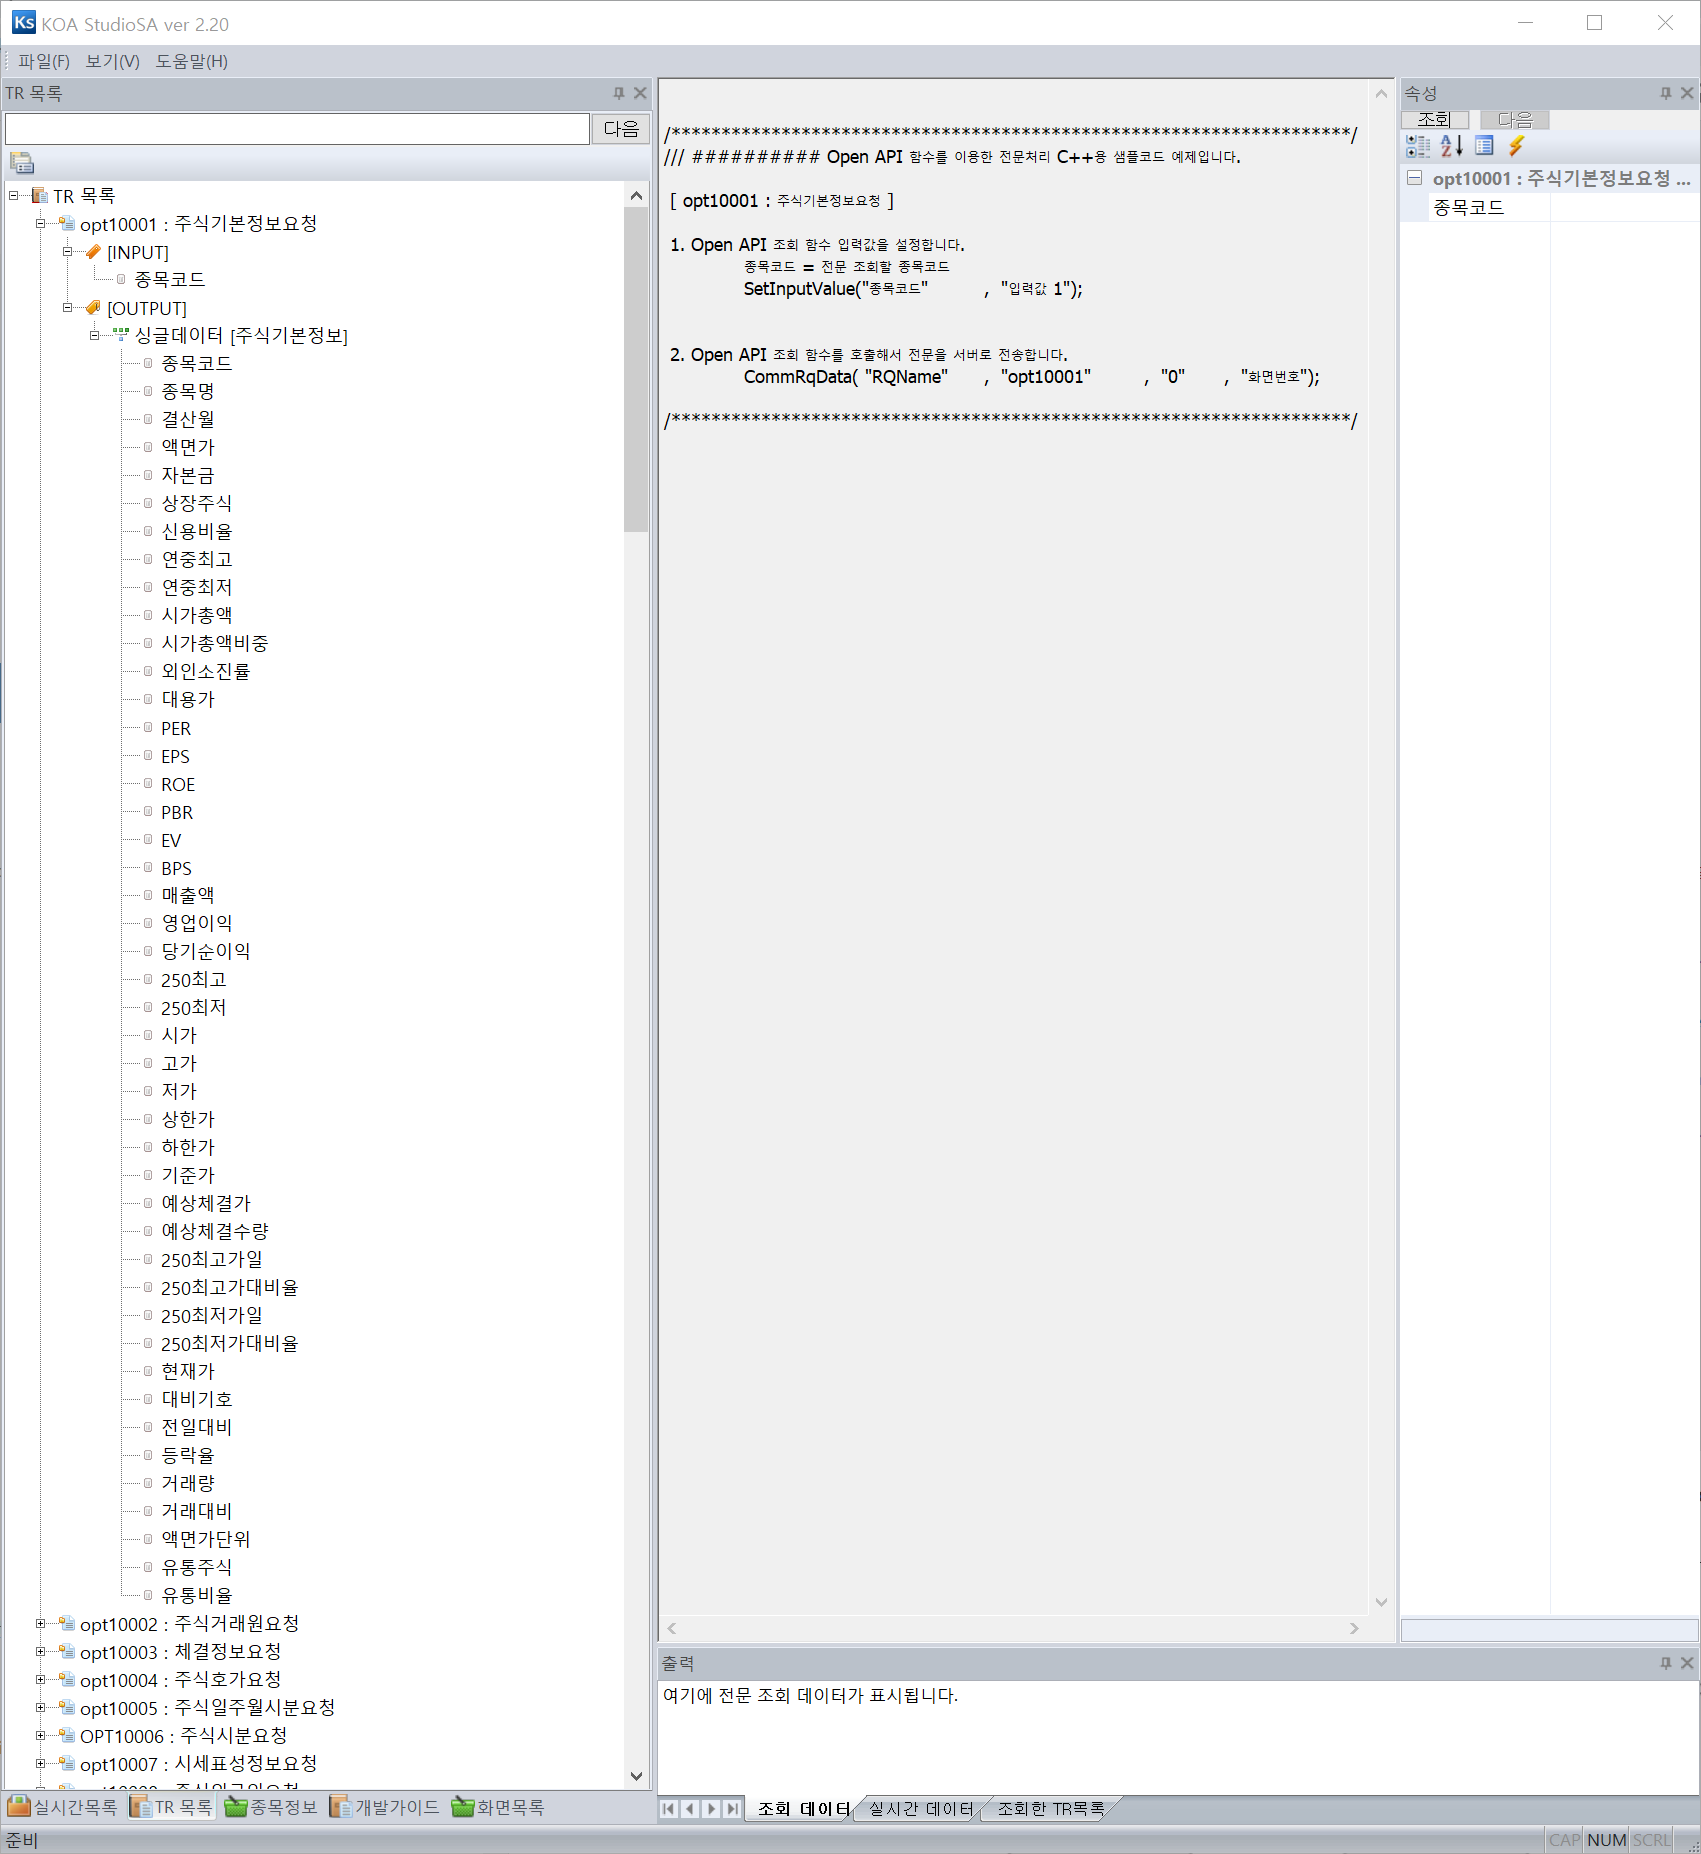 Ks KOA StudioSA ver 2.20
파일(F) 보기(V) 도움말(H)
TR 목록
다음
TR 목록
opt10001 : 주식기본정보요청
[INPUT]
종목코드
[OUTPUT]
싱글데이터 [주식기본정보]
종목코드
종목명
결산월
액면가
자본금
상장주식
신용비율
연중최고
연중최저
시가총액
시가총액비중
외인소진률
대용가
PER
EPS
ROE
PBR
EV
BPS
매출액
영업이익
당기순이익
250최고
250최저
시가
고가
저가
상한가
하한가
기준가
예상체결가
예상체결수량
250최고가일
250최고가대비율
250최저가일
250최저가대비율
현재가
대비기호
전일대비
등락율
거래량
거래대비
액면가단위
유통주식
유통비율
opt10002 : 주식거래원요청
opt10003 : 체결정보요청
opt10004 : 주식호가요청
opt10005 : 주식일주월시분요청
OPT10006 : 주식시분요청
opt10007 : 시세표성정보요청
실시간목록 TR 목록 종목정보 개발가이드 화면목록
/********************************************************************/
/// ########## Open API 함수를 이용한 전문처리 C++용 샘플코드 예제입니다.
[ opt10001 : 주식기본정보요청 ]
1. Open API 조회 함수 입력값을 설정합니다.
종목코드 = 전문 조회할 종목코드
SetInputValue("종목코드" , "입력값 1");
2. Open API 조회 함수를 호출해서 전문을 서버로 전송합니다.
CommRqData( "RQName" , "opt10001" , "0" , "화면번호");
/********************************************************************/
속성
조회 다음
opt10001 : 주식기본정보요청 ...
종목코드
출력
여기에 전문 조회 데이터가 표시됩니다.
조회 데이터 실시간 데이터 조회한 TR목록
준비
CAP NUM SCRL